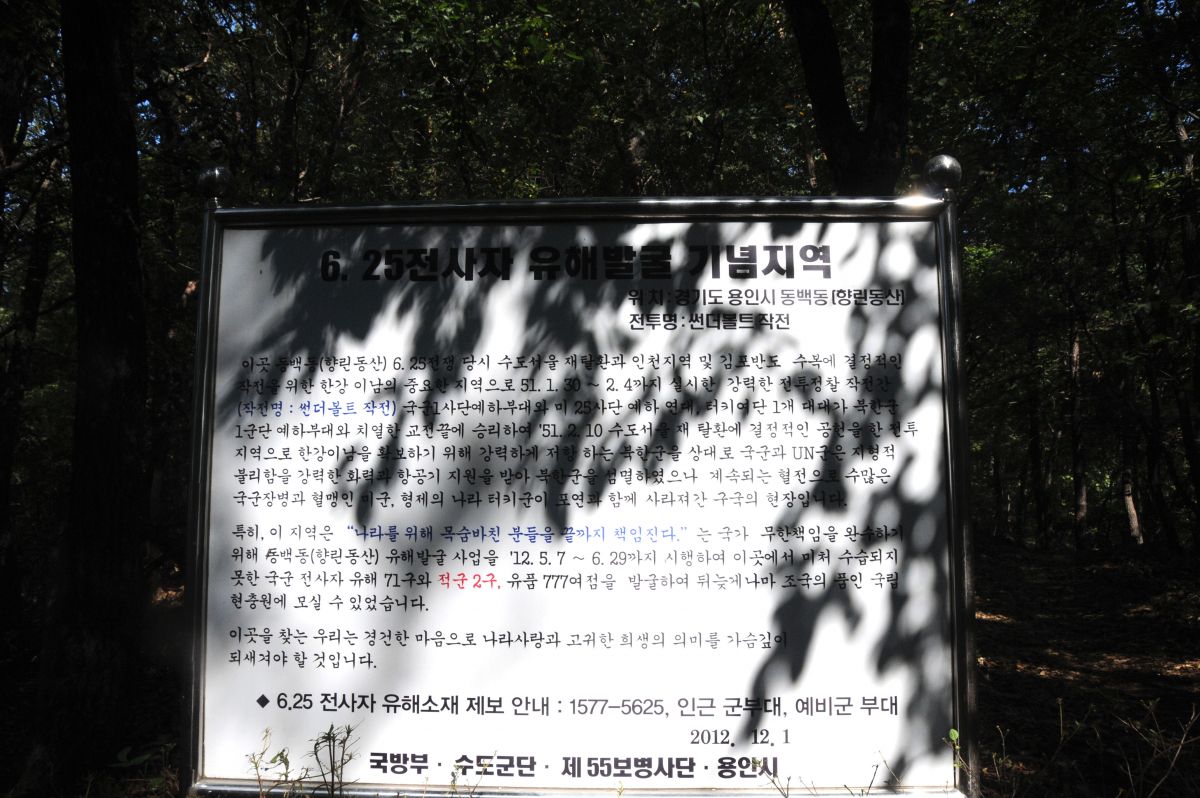 6. 25전사자 유해발굴 기념지역
위 치 : 경기도 용인시 동백동 (향린동산)
전투명 : 썬더볼트 작전
이곳 동백동(향린동산) 6. 25전쟁 당시 수도서울 재탈환과 인천지역 및 김포반도 수복에 결정적인
작전을 위한 한강 이남의 중요한 지역으로 51. 1. 30 ~ 2. 4까지 실시한 강력한 전투정찰 작전간
(작전명 : 썬더볼트 작전) 국군1사단예하부대와 미 25사단 예하 연대, 터키여단 1개 대대가 북한군
1군단 예하부대와 치열한 교전끝에 승리하여 '51. 2. 10 수도서울 재 탈환에 결정적인 공헌을 한 전투
지역으로 한강이남을 확보하기 위해 강력하게 저항 하는 북한군을 상대로 국군과 UN군은 지형적
불리함을 강력한 화력과 항공기 지원을 받아 북한군을 섬멸하였으나 계속되는 혈전으로 수많은
국군장병과 혈맹인 미군, 형제의 나라 터키군이 포연과 함께 사라져간 구국의 현장입니다.
특히, 이 지역은 “나라를 위해 목숨바친 분들을 끝까지 책임진다.” 는 국가 무한책임을 완수하기
위해 동백동(향린동산) 유해발굴 사업을 '12. 5. 7 ~ 6. 29까지 시행하여 이곳에서 미처 수습되지
못한 국군 전사자 유해 71구와 적군 2구, 유품 777여점을 발굴하여 뒤늦게나마 조국의 품인 국립
현충원에 모실 수 있었습니다.
이곳을 찾는 우리는 경건한 마음으로 나라사랑과 고귀한 희생의 의미를 가슴깊이
되새겨야 할 것입니다.
◆ 6.25 전사자 유해소재 제보 안내 : 1577-5625, 인근 군부대, 예비군 부대
2012. 12. 1
국방부 · 수도군단 · 제 55보병사단 · 용인시